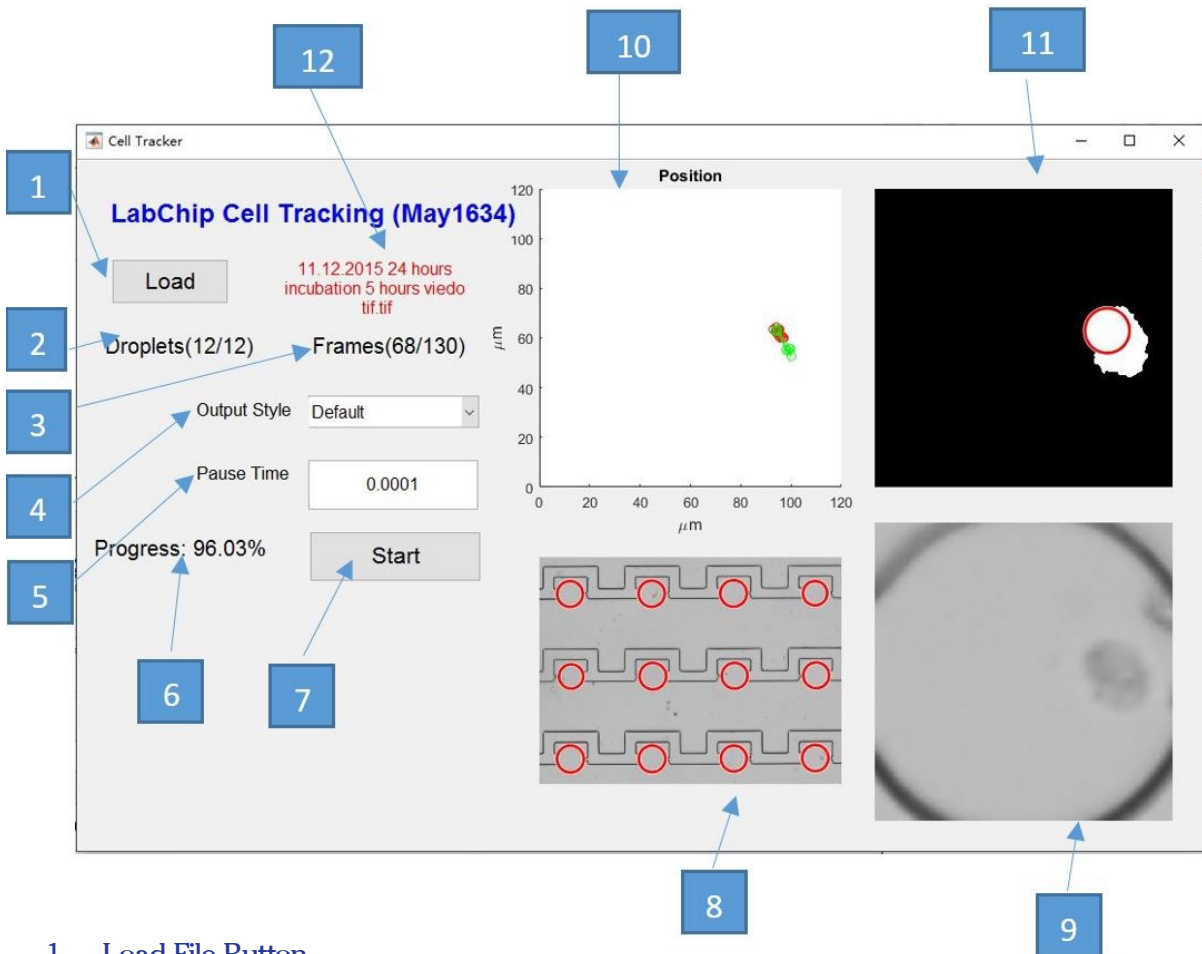 12
10
11
Cell Tracker
1
LabChip Cell Tracking (May1634)
Load
11.12.2015 24 hours
incubation 5 hours viedo
tif.tif
2
Droplets(12/12)
Frames(68/130)
3
Output Style
Default
4
Pause Time
0.0001
5
Progress: 96.03%
Start
6
7
Position
120
100
80
60
40
20
0
μm
0
20
40
60
80
100
120
μm
8
9
1. Load File Button